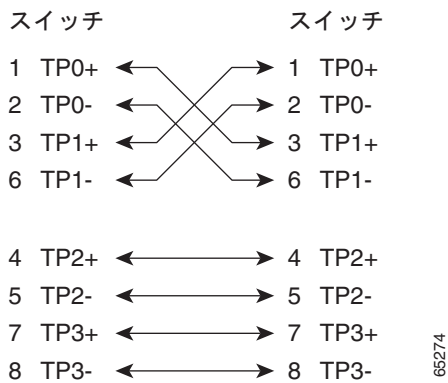 スイッチ スイッチ
1 TP0+ 1 TP0+
2 TP0- 2 TP0-
3 TP1+ 3 TP1+
6 TP1- 6 TP1-
4 TP2+ 4 TP2+
5 TP2- 5 TP2-
7 TP3+ 7 TP3+
8 TP3- 8 TP3-
65274